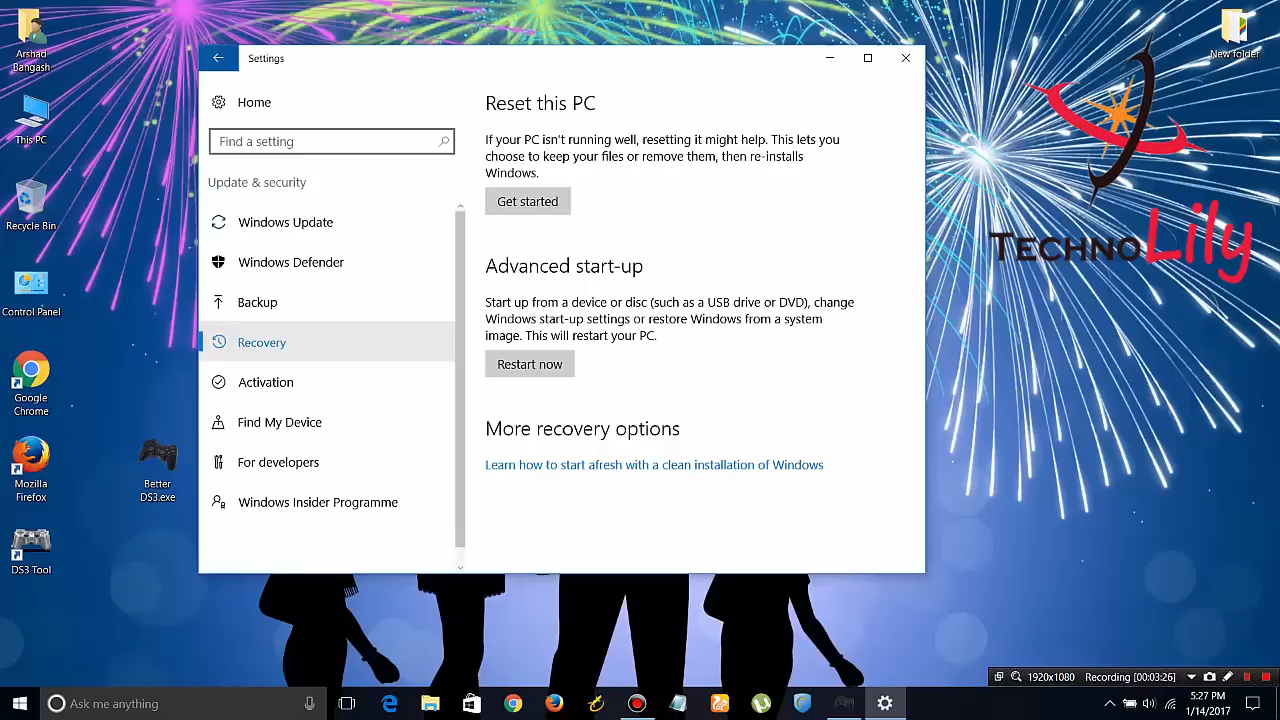 Arshad
Bangash
This PC
Recycle Bin
Control Panel
Google
Chrome
Mozilla
Firefox
DS3 Tool
Better
DS3.exe
New folder
TECHNOLily
Settings
Home
Find a setting
Update & security
Windows Update
Windows Defender
Backup
Recovery
Activation
Find My Device
For developers
Windows Insider Programme
Reset this PC
If your PC isn't running well, resetting it might help. This lets you
choose to keep your files or remove them, then re-installs
Windows.
Get started
Advanced start-up
Start up from a device or disc (such as a USB drive or DVD), change
Windows start-up settings or restore Windows from a system
image. This will restart your PC.
Restart now
More recovery options
Learn how to start afresh with a clean installation of Windows
1920x1080 Recording [00:03:26]
Ask me anything
5:27 PM
1/14/2017